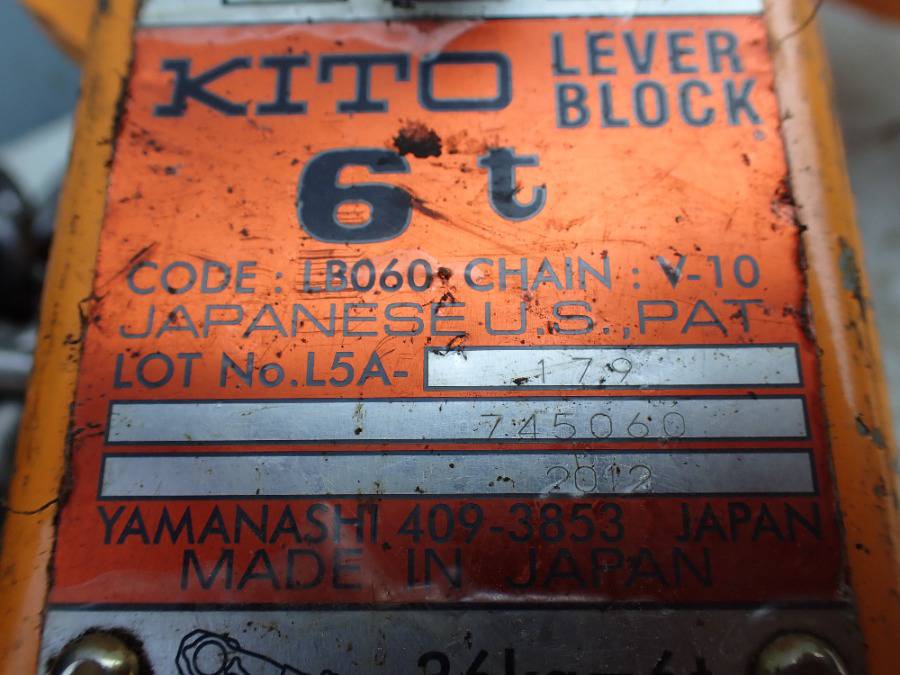 KITO LEVER BLOCK
6t
CODE : LB060 CHAIN : V-10
JAPANESE U.S., PAT
LOT No. L5A- 179
745060
2012
YAMANASHI 409-3853 JAPAN
MADE IN JAPAN